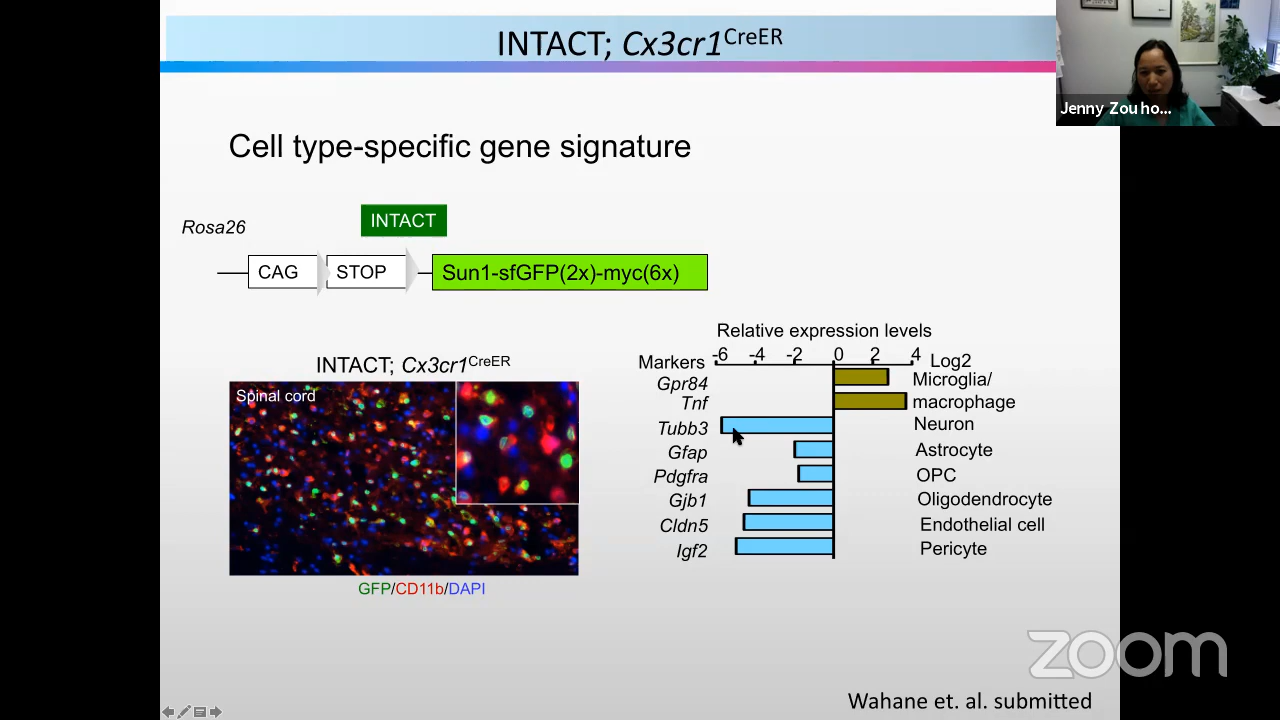 INTACT; Cx3cr1CreER
Jenny Zou ho...
Cell type-specific gene signature
Rosa26
INTACT
CAG
STOP
Sun1-sfGFP(2x)-myc(6x)
INTACT; Cx3cr1CreER
Spinal cord
GFP/CD11b/DAPI
Relative expression levels
Markers -6 -4 -2 0 2 4 Log2
Gpr84 Microglia/
Tnf macrophage
Tubb3 Neuron
Gfap Astrocyte
Pdgfra OPC
Gjb1 Oligodendrocyte
Cldn5 Endothelial cell
Igf2 Pericyte
zoom
Wahane et. al. submitted